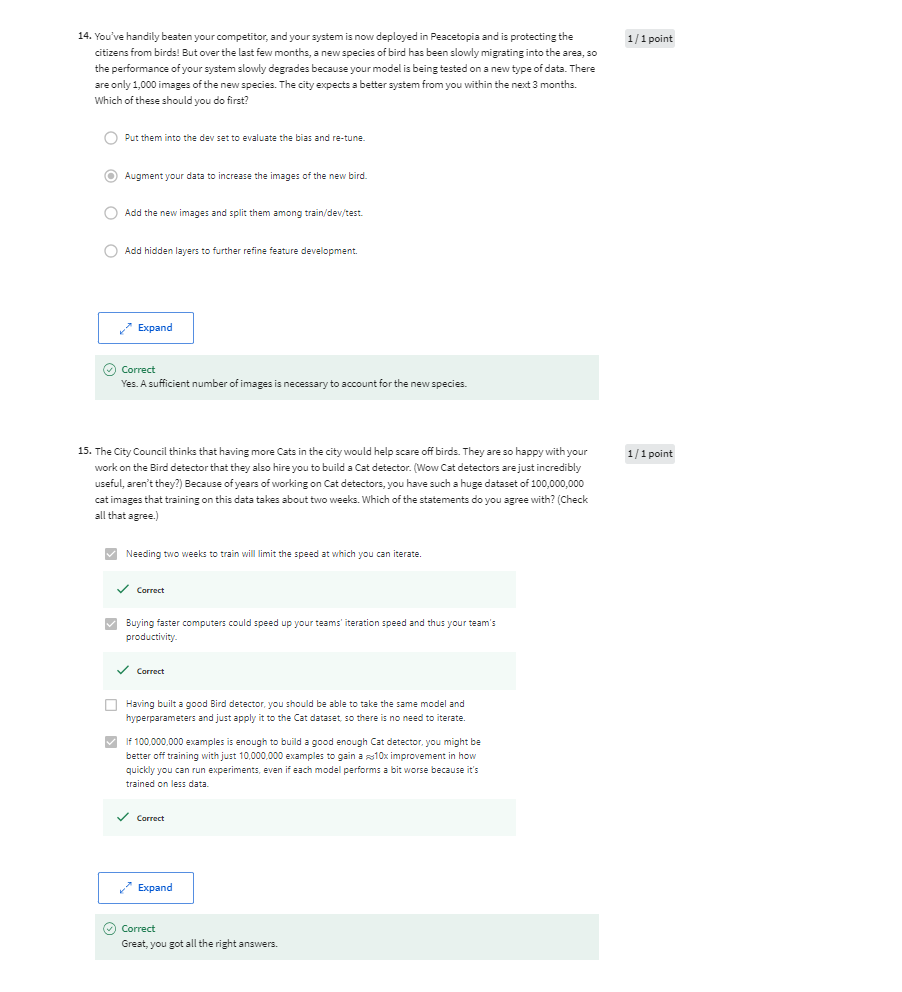 14. You've handily beaten your competitor, and your system is now deployed in Peacetopia and is protecting the
1 / 1 point
citizens from birds! But over the last few months, a new species of bird has been slowly migrating into the area, so
the performance of your system slowly degrades because your model is being tested on a new type of data. There
are only 1,000 images of the new species. The city expects a better system from you within the next 3 months.
Which of these should you do first?
Put them into the dev set to evaluate the bias and re-tune.
Augment your data to increase the images of the new bird.
Add the new images and split them among train/dev/test.
Add hidden layers to further refine feature development.
Expand
Correct
Yes. A sufficient number of images is necessary to account for the new species.
15. The City Council thinks that having more Cats in the city would help scare off birds. They are so happy with your
1 / 1 point
work on the Bird detector that they also hire you to build a Cat detector. (Wow Cat detectors are just incredibly
useful, aren't they?) Because of years of working on Cat detectors, you have such a huge dataset of 100,000,000
cat images that training on this data takes about two weeks. Which of the statements do you agree with? (Check
all that agree.)
Needing two weeks to train will limit the speed at which you can iterate.
Correct
Buying faster computers could speed up your teams' iteration speed and thus your team's
productivity.
Correct
Having built a good Bird detector, you should be able to take the same model and
hyperparameters and just apply it to the Cat dataset, so there is no need to iterate.
If 100,000,000 examples is enough to build a good enough Cat detector, you might be
better off training with just 10,000,000 examples to gain a ≈10x improvement in how
quickly you can run experiments, even if each model performs a bit worse because it's
trained on less data.
Correct
Expand
Correct
Great, you got all the right answers.